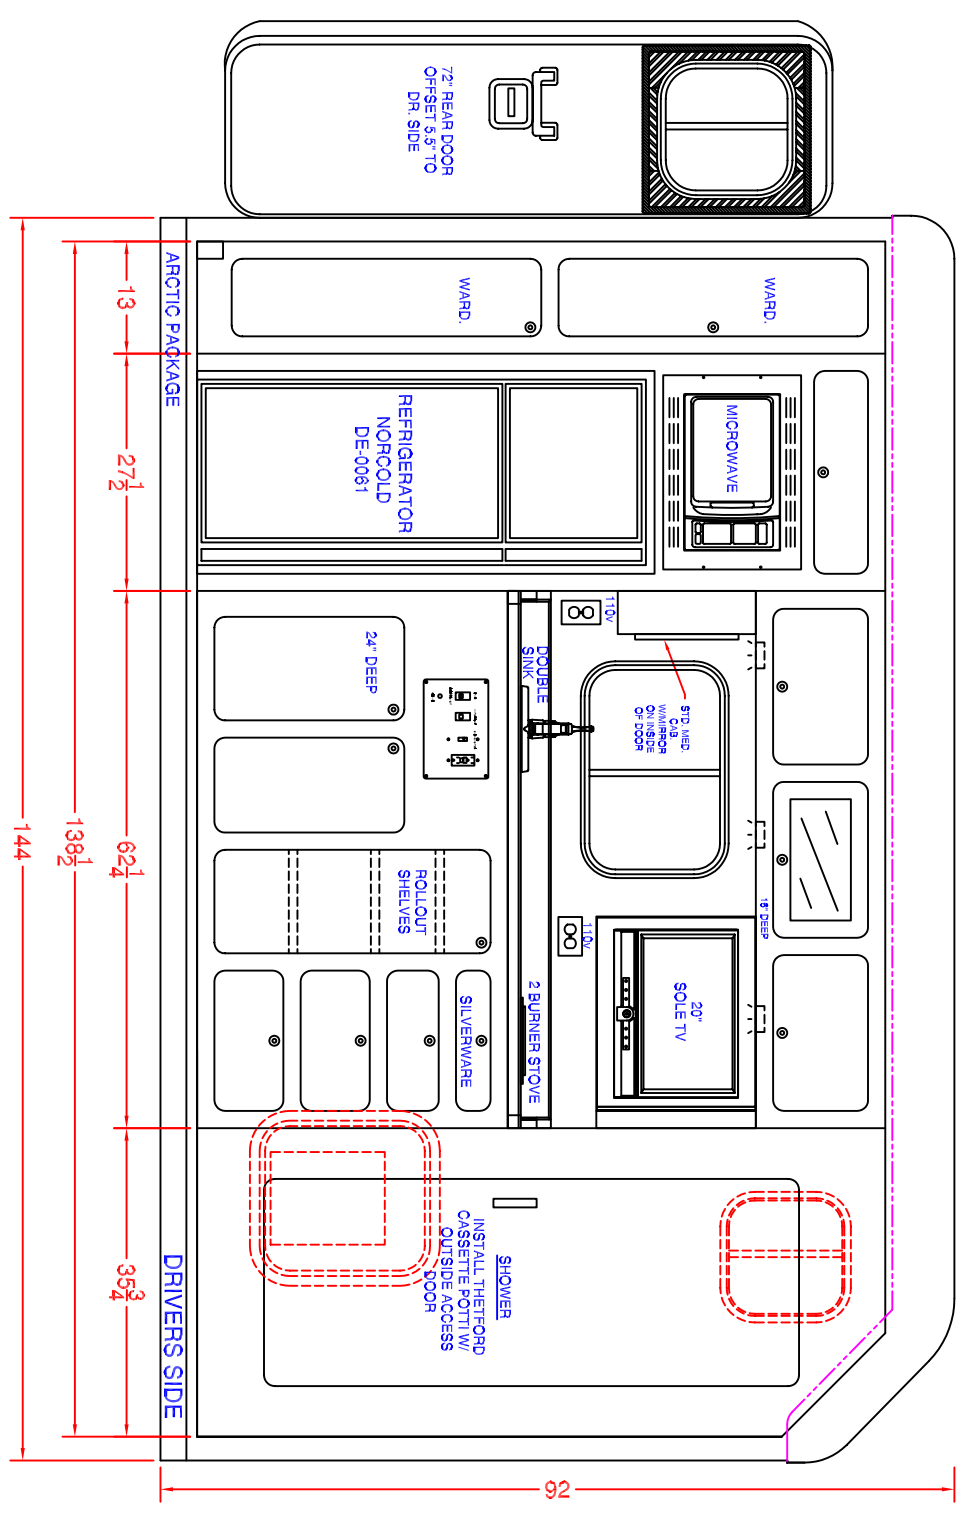 72" REAR DOOR
OFFSET 5.5" TO
DR. SIDE
WARD.
WARD.
ARCTIC PACKAGE
REFRIGERATOR
NORCOLD
DE-0061
MICROWAVE
110v
DOUBLE
SINK
24" DEEP
STD. MED.
CAB.
W/MIRROR
ON INSIDE
OF DOOR
ROLLOUT
SHELVES
110v
15" DEEP
20"
SOLE TV
SILVERWARE
2 BURNER STOVE
SHOWER
INSTALL THETFORD
CASSETTE POTTI W/
OUTSIDE ACCESS
DOOR
DRIVERS SIDE
13
27 1/2
62 1/4
35 3/4
138 1/2
144
92